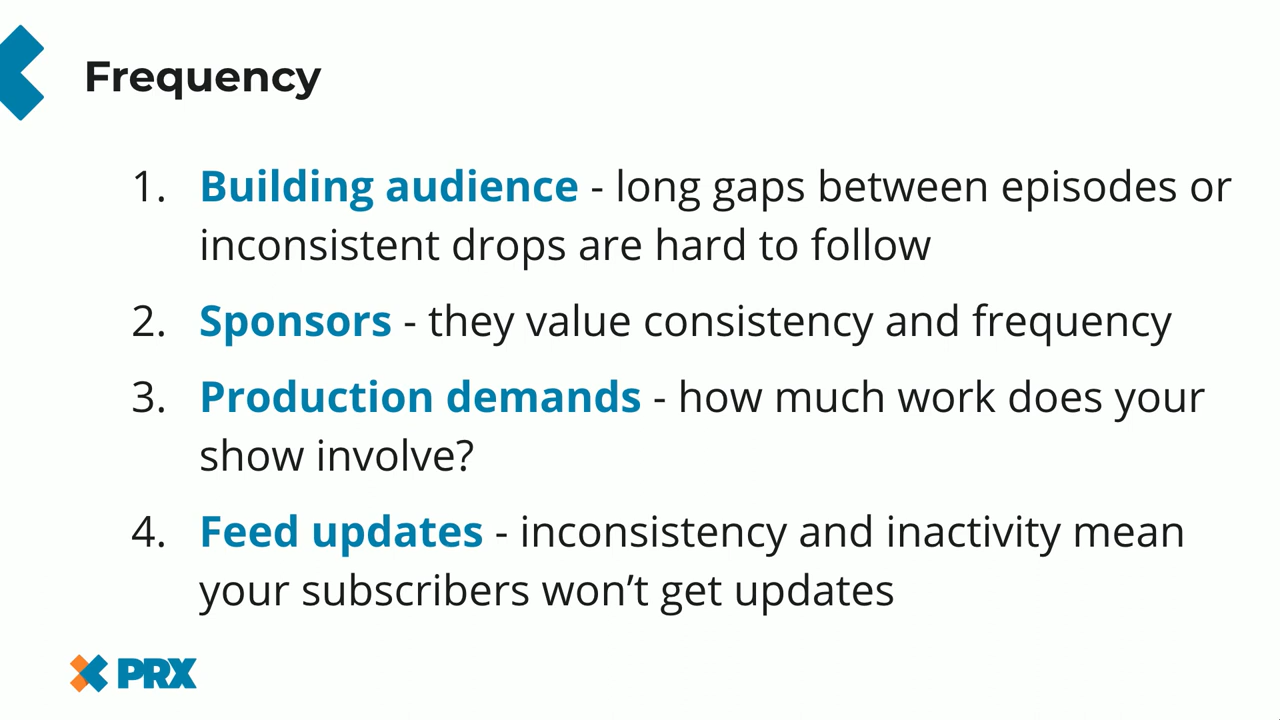 Frequency
1. Building audience - long gaps between episodes or
inconsistent drops are hard to follow
2. Sponsors - they value consistency and frequency
3. Production demands - how much work does your
show involve?
4. Feed updates - inconsistency and inactivity mean
your subscribers won’t get updates
PRX